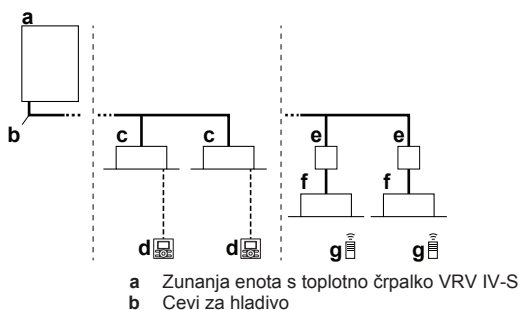 a
b
c c
e e
f f
d d
g g
a Zunanja enota s toplotno črpalko VRV IV-S
b Cevi za hladivo